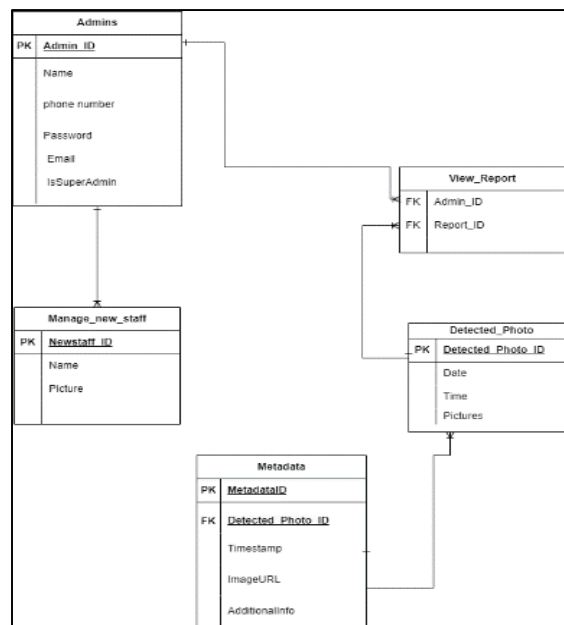 Admins
PK Admin_ID
Name
phone number
Password
Email
IsSuperAdmin
View_Report
FK Admin_ID
FK Report_ID
Manage_new_staff
PK Newstaff_ID
Name
Picture
Detected_Photo
PK Detected_Photo_ID
Date
Time
Pictures
Metadata
PK MetadataID
FK Detected_Photo_ID
Timestamp
ImageURL
AdditionalInfo